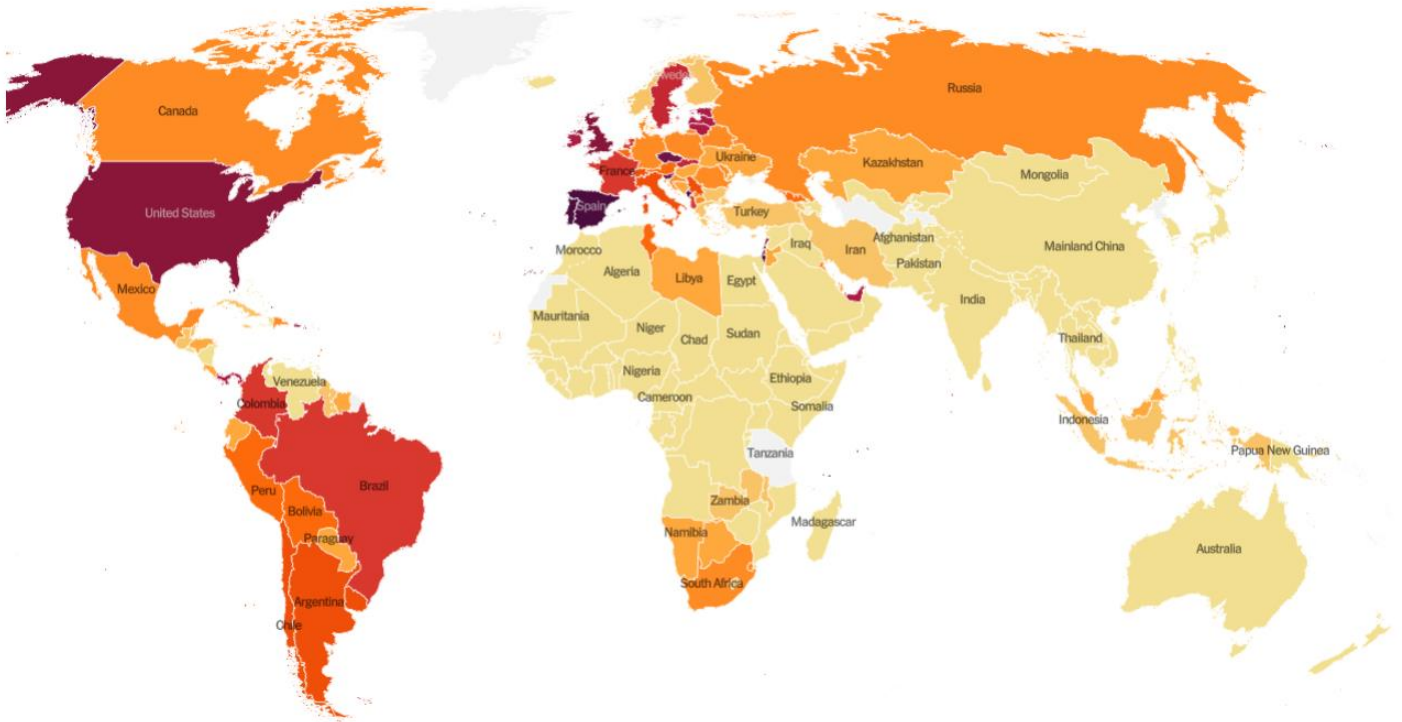 Canada
United States
Mexico
Venezuela
Colombia
Peru
Brazil
Bolivia
Paraguay
Argentina
Chile
Swede
France
Spain
Ukraine
Russia
Kazakhstan
Mongolia
Turkey
Iraq
Iran
Afghanistan
Pakistan
Mainland China
India
Thailand
Morocco
Algeria
Libya
Egypt
Mauritania
Niger
Chad
Sudan
Nigeria
Cameroon
Ethiopia
Somalia
Tanzania
Zambia
Namibia
South Africa
Madagascar
Indonesia
Papua New Guinea
Australia